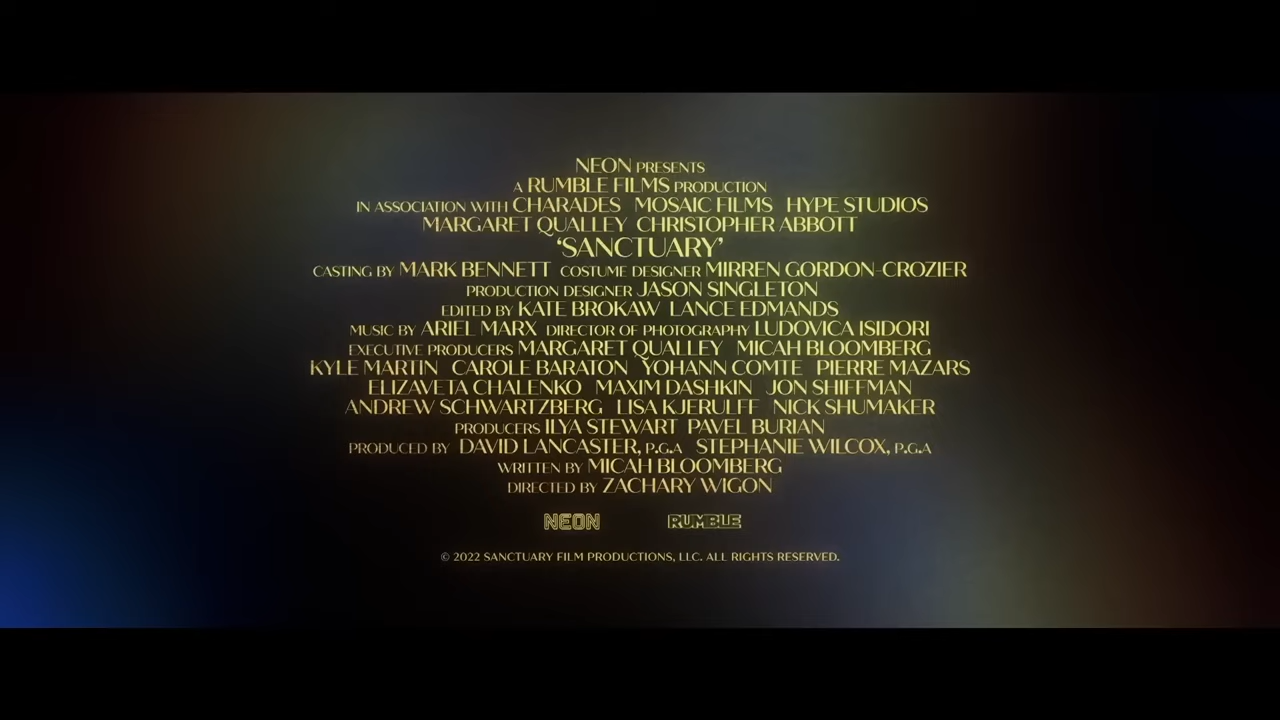 NEON PRESENTS
A RUMBLE FILMS PRODUCTION
IN ASSOCIATION WITH CHARADES MOSAIC FILMS HYPE STUDIOS
MARGARET QUALLEY CHRISTOPHER ABBOTT
‘SANCTUARY’
CASTING BY MARK BENNETT COSTUME DESIGNER MIRREN GORDON-CROZIER
PRODUCTION DESIGNER JASON SINGLETON
EDITED BY KATE BROKAW LANCE EDMANDS
MUSIC BY ARIEL MARX DIRECTOR OF PHOTOGRAPHY LUDOVICA ISIDORI
EXECUTIVE PRODUCERS MARGARET QUALLEY MICAH BLOOMBERG
KYLE MARTIN CAROLE BARATON YOHANN COMTE PIERRE MAZARS
ELIZAVETA CHALENKO MAXIM DASHKIN JON SHIFFMAN
ANDREW SCHWARTZBERG LISA KJERULFF NICK SHUMAKER
PRODUCERS ILYA STEWART PAVEL BURIAN
PRODUCED BY DAVID LANCASTER, P.G.A STEPHANIE WILCOX, P.G.A
WRITTEN BY MICAH BLOOMBERG
DIRECTED BY ZACHARY WIGON
NEON RUMBLE
© 2022 SANCTUARY FILM PRODUCTIONS, LLC. ALL RIGHTS RESERVED.